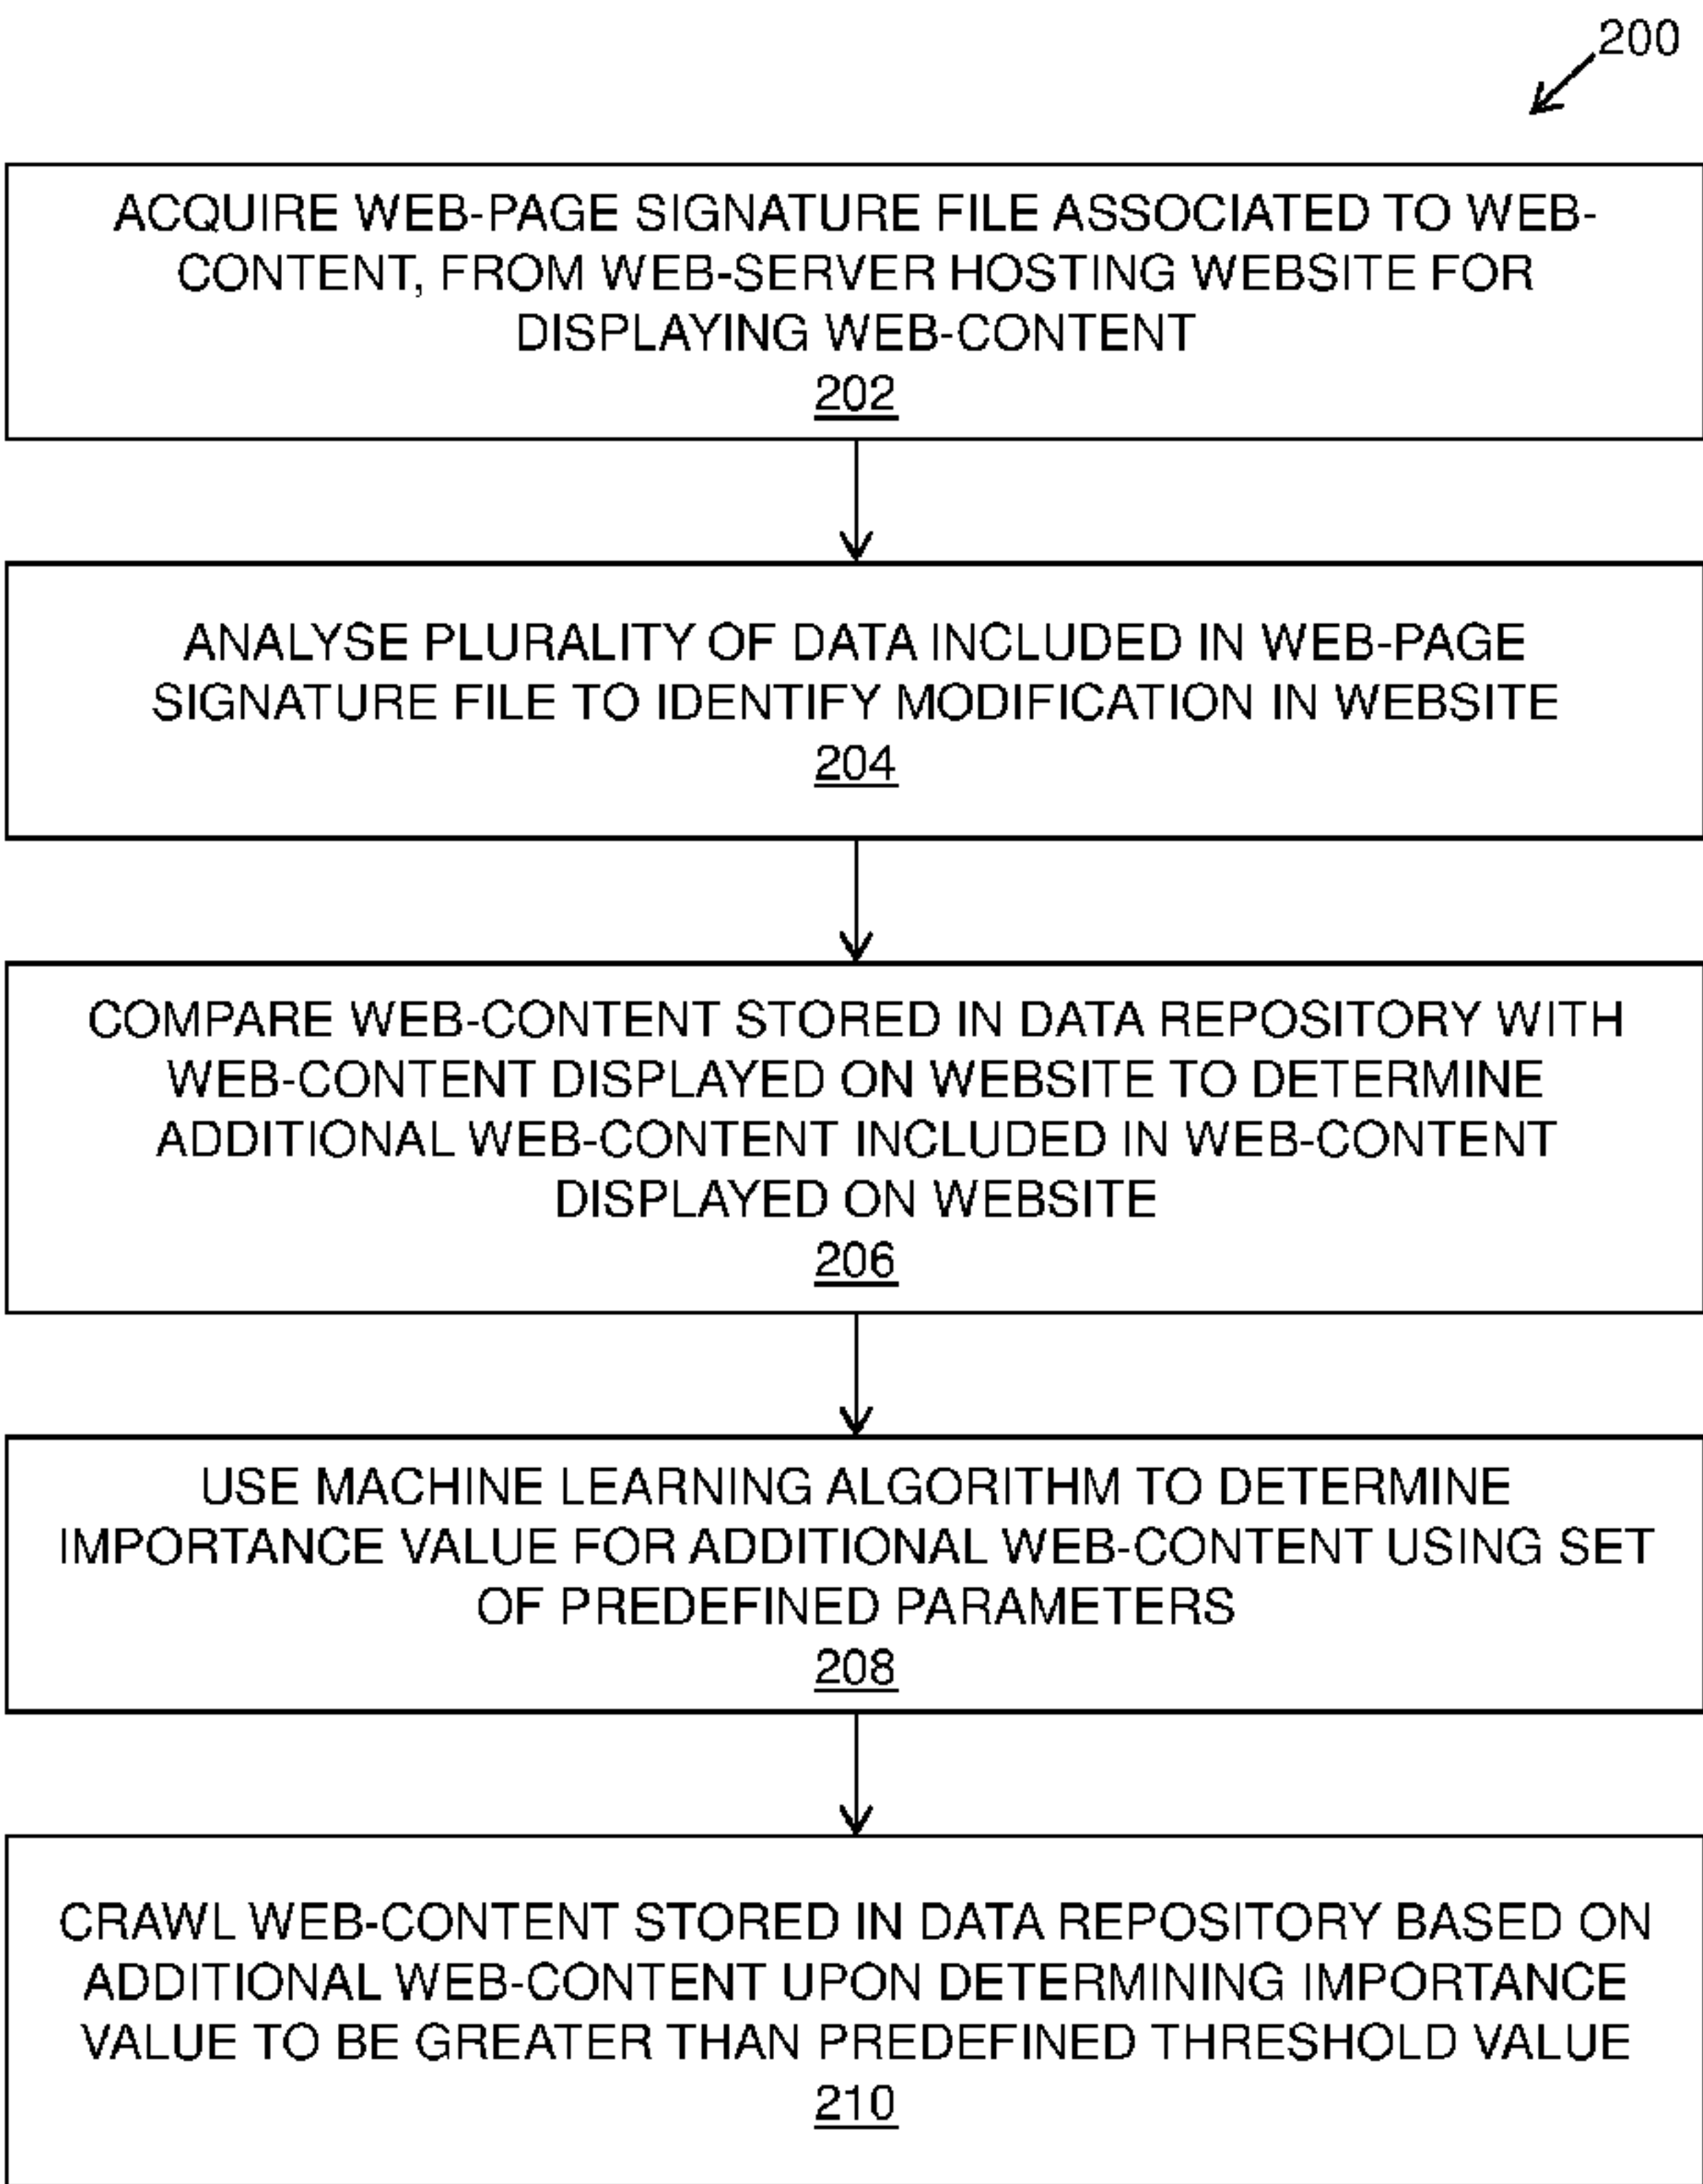 200
ACQUIRE WEB-PAGE SIGNATURE FILE ASSOCIATED TO WEB-
CONTENT, FROM WEB-SERVER HOSTING WEBSITE FOR
DISPLAYING WEB-CONTENT
202
ANALYSE PLURALITY OF DATA INCLUDED IN WEB-PAGE
SIGNATURE FILE TO IDENTIFY MODIFICATION IN WEBSITE
204
COMPARE WEB-CONTENT STORED IN DATA REPOSITORY WITH
WEB-CONTENT DISPLAYED ON WEBSITE TO DETERMINE
ADDITIONAL WEB-CONTENT INCLUDED IN WEB-CONTENT
DISPLAYED ON WEBSITE
206
USE MACHINE LEARNING ALGORITHM TO DETERMINE
IMPORTANCE VALUE FOR ADDITIONAL WEB-CONTENT USING SET
OF PREDEFINED PARAMETERS
208
CRAWL WEB-CONTENT STORED IN DATA REPOSITORY BASED ON
ADDITIONAL WEB-CONTENT UPON DETERMINING IMPORTANCE
VALUE TO BE GREATER THAN PREDEFINED THRESHOLD VALUE
210